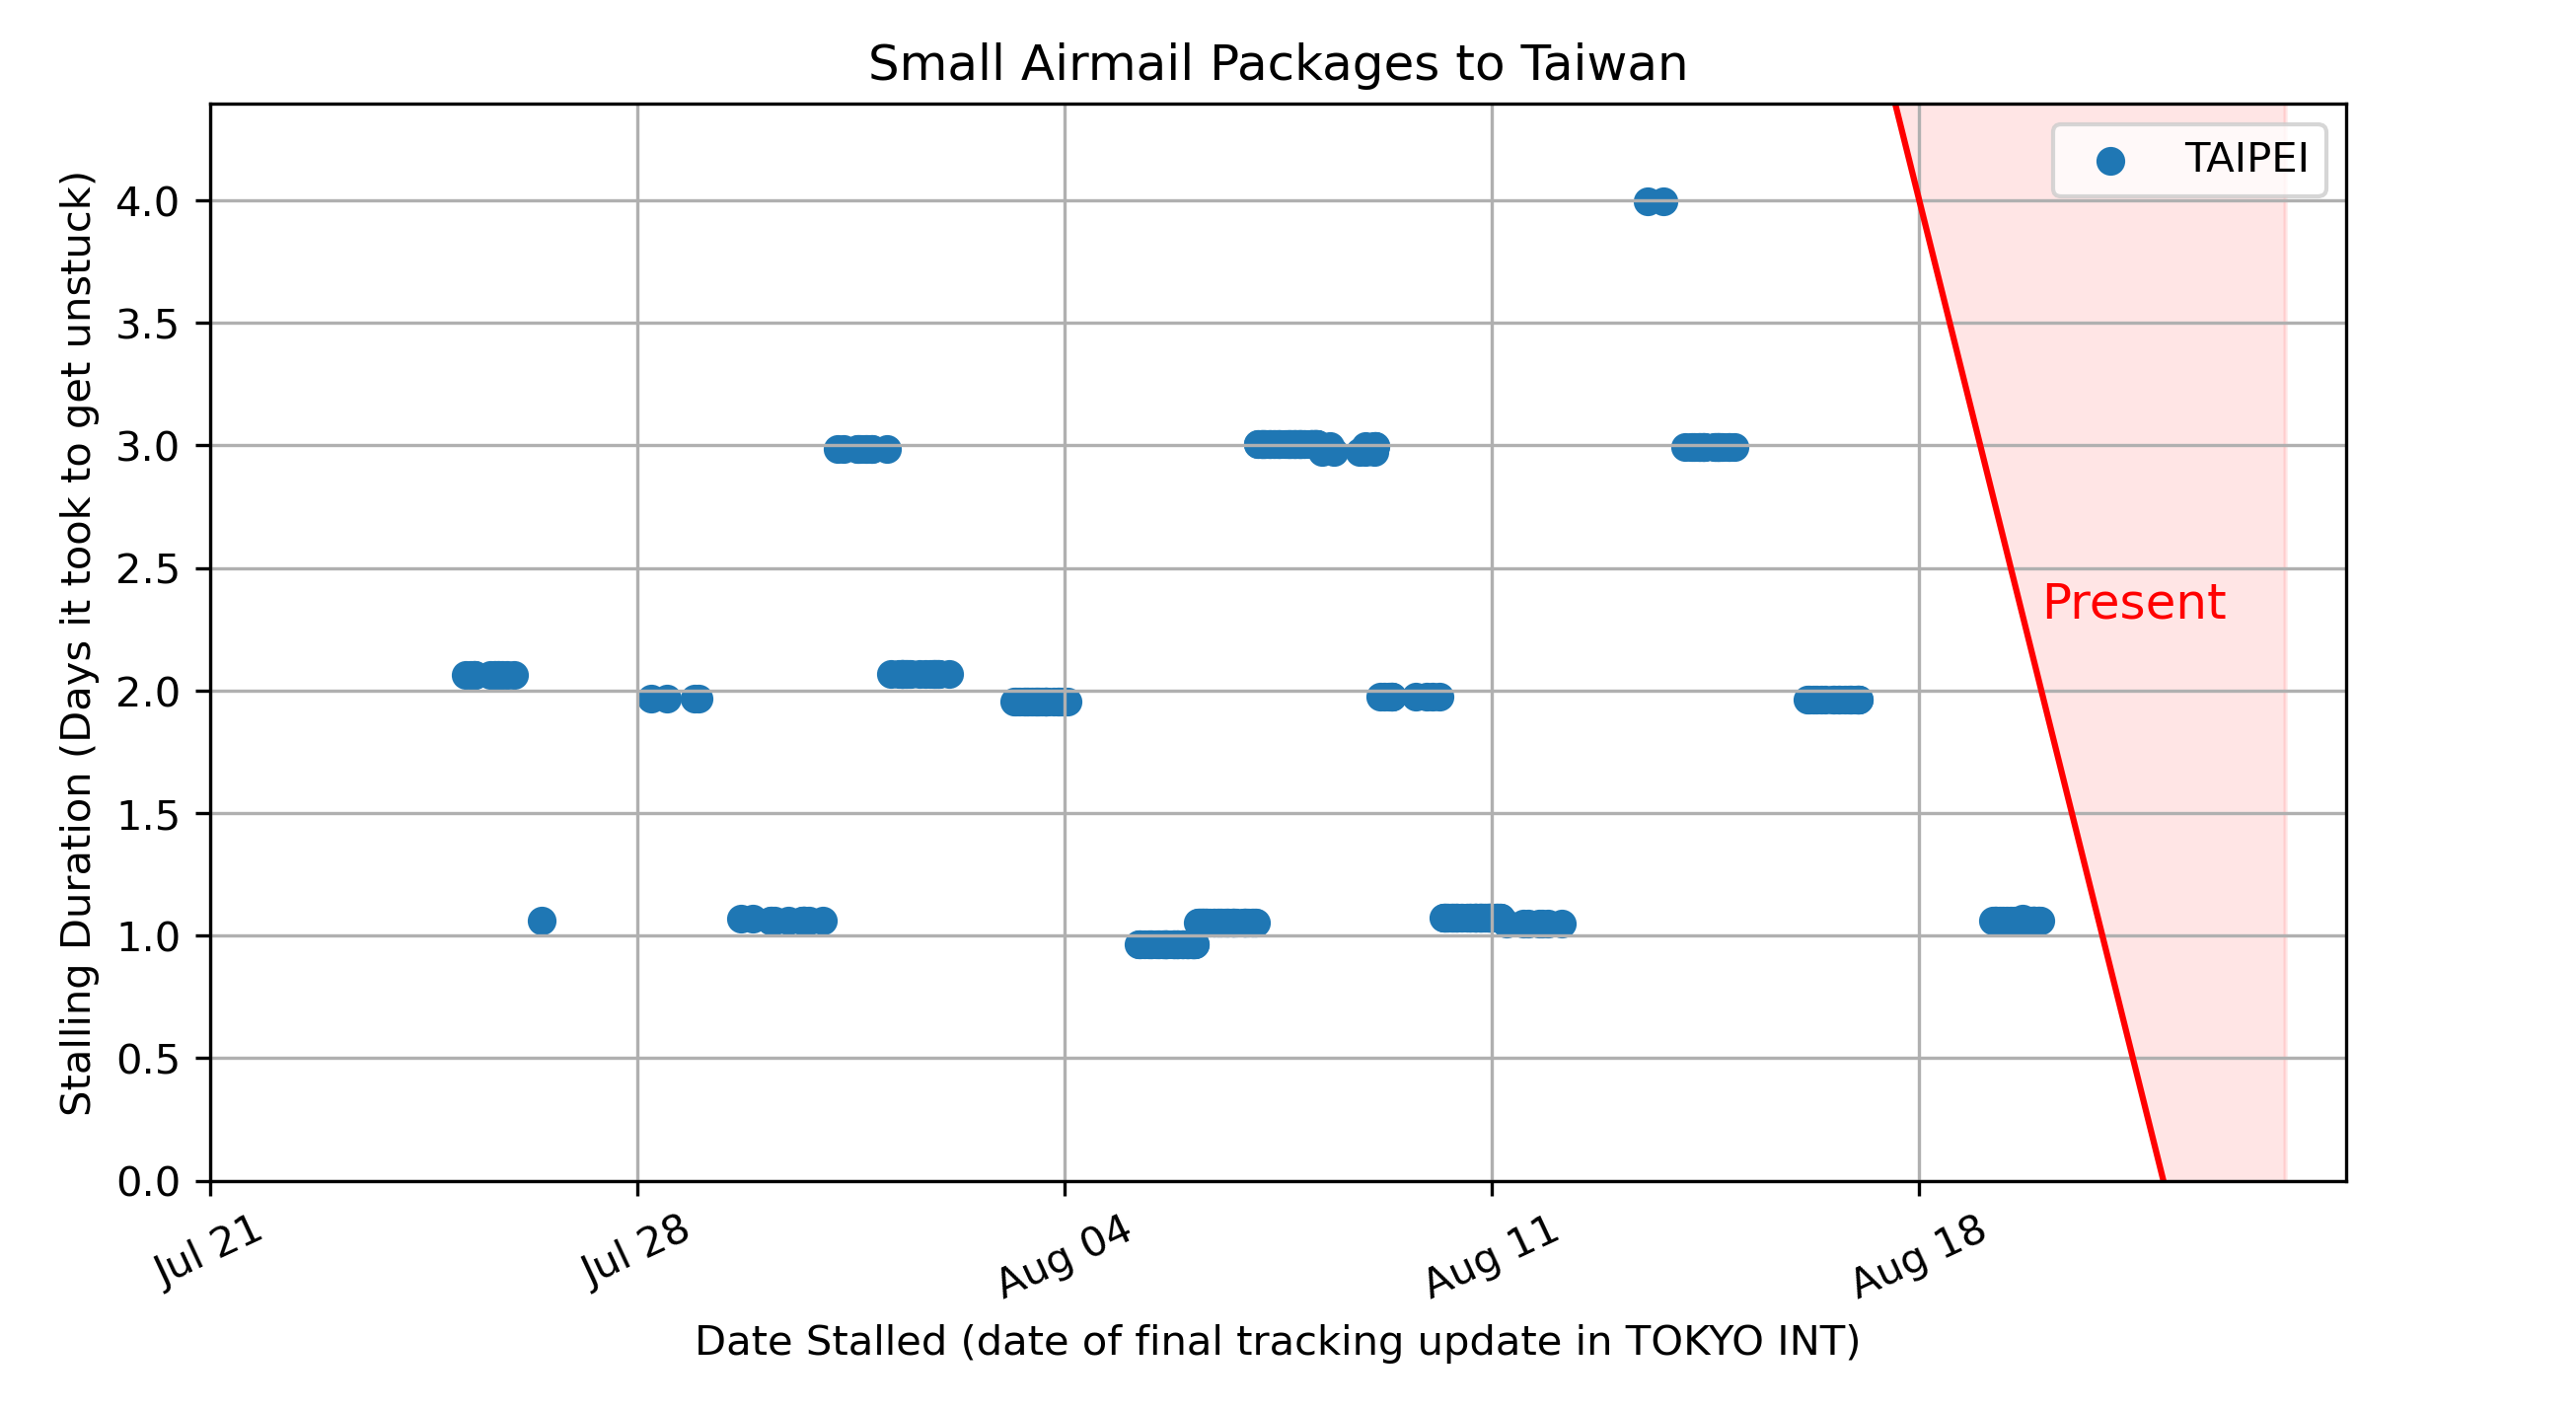 Small Airmail Packages to Taiwan
TAIPEI
Present
Stalling Duration (Days it took to get unstuck)
4.0
3.5
3.0
2.5
2.0
1.5
1.0
0.5
0.0
Jul 21
Jul 28
Aug 04
Aug 11
Aug 18
Date Stalled (date of final tracking update in TOKYO INT)